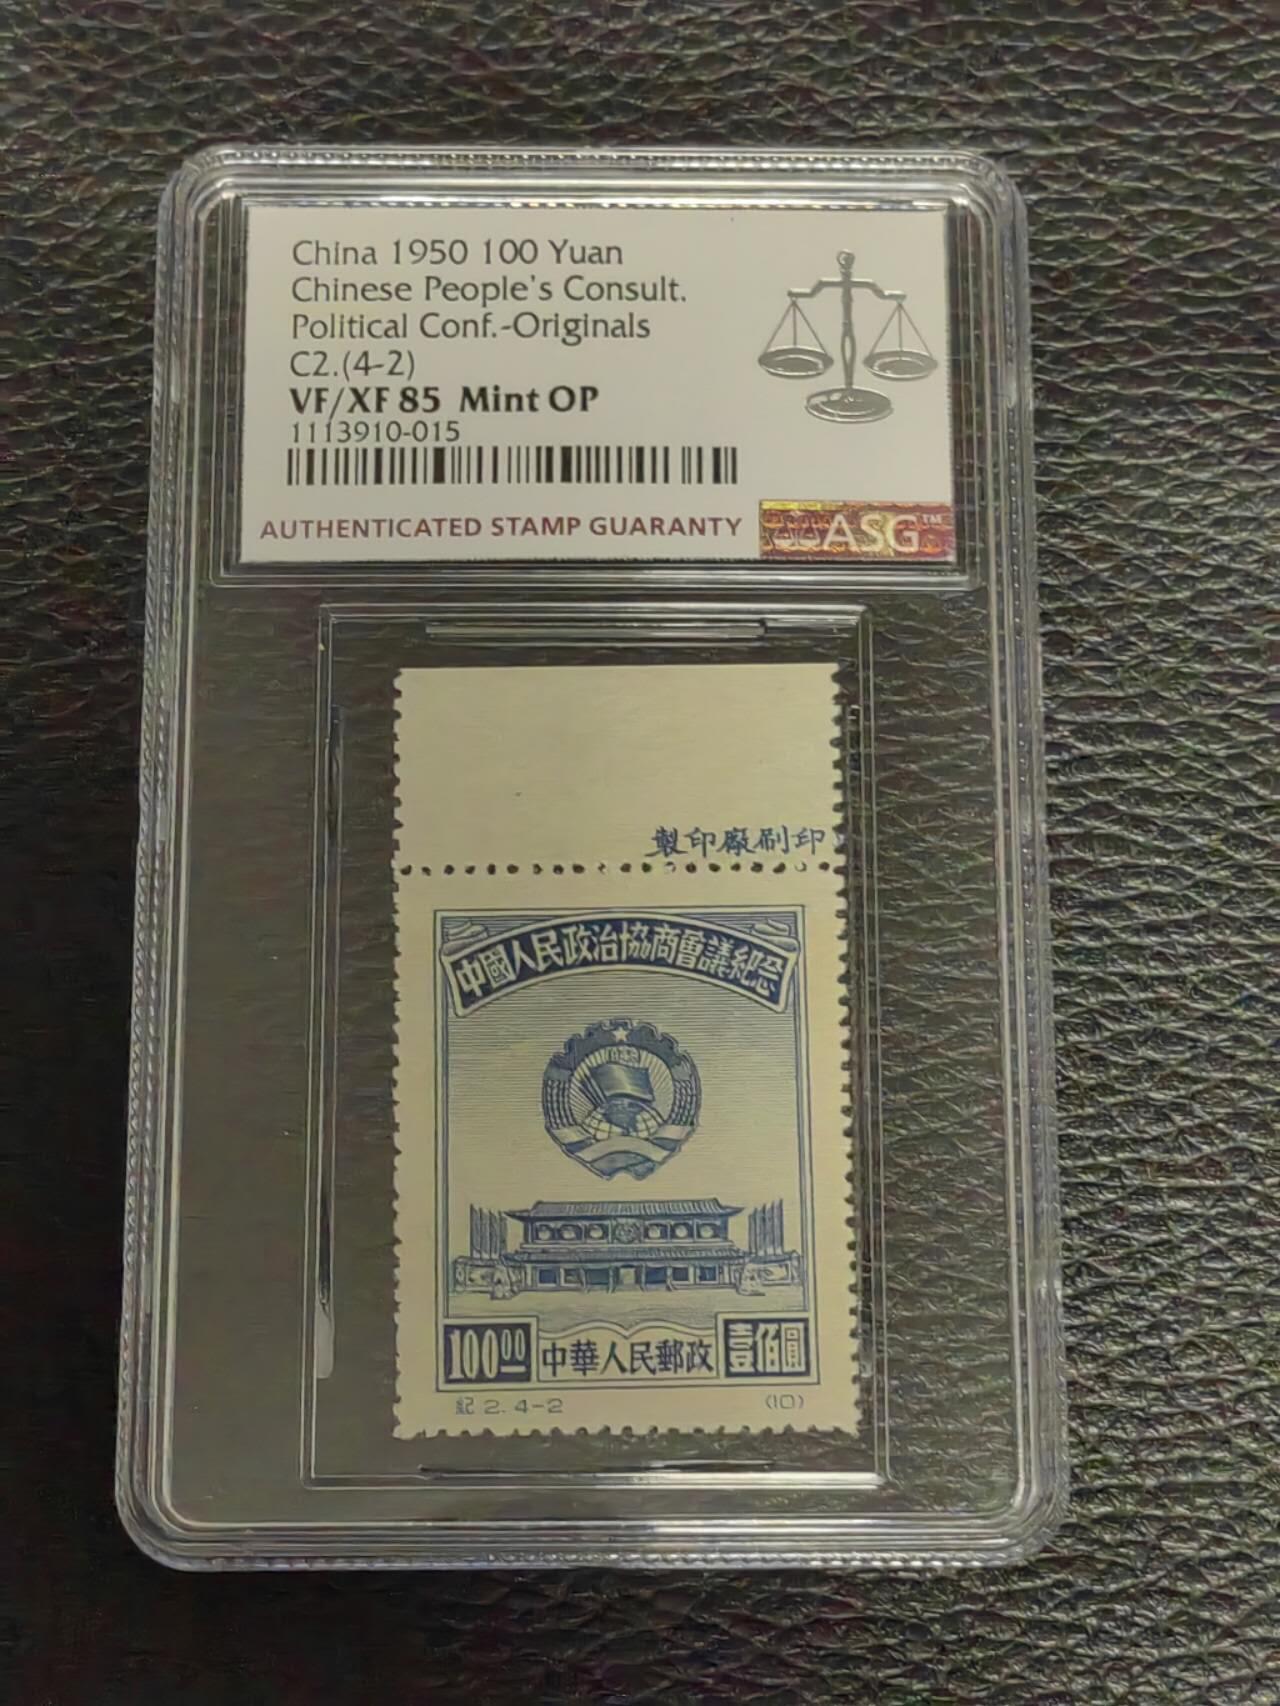 China 1950 100 Yuan
Chinese People's Consult.
Political Conf.-Originals
C2.(4-2)
VF/XF 85 Mint OP
1113910-015
AUTHENTICATED STAMP GUARANTY
ASG™
製印廠刷印
中國人民政治協商會議紀念
100⁰⁰ 中華人民郵政 壹佰圓
紀 2. 4-2 (10)